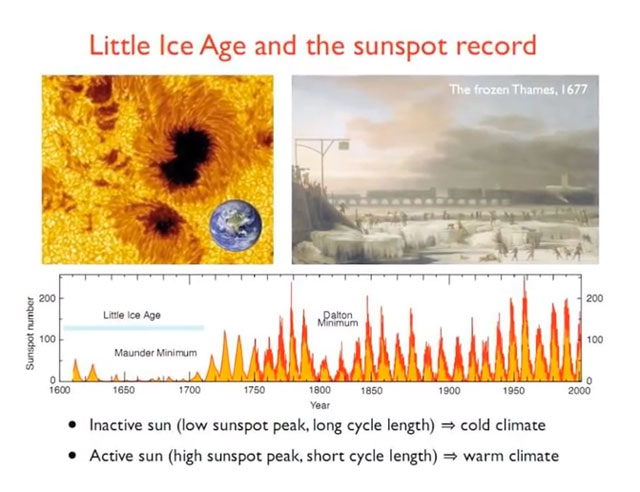 Little Ice Age and the sunspot record
The frozen Thames, 1677
Sunspot number
200
100
0
Little Ice Age
Maunder Minimum
Dalton
Minimum
200
100
0
1600 1650 1700 1750 1800 1850 1900 1950 2000
Year
• Inactive sun (low sunspot peak, long cycle length) ⇒ cold climate
• Active sun (high sunspot peak, short cycle length) ⇒ warm climate